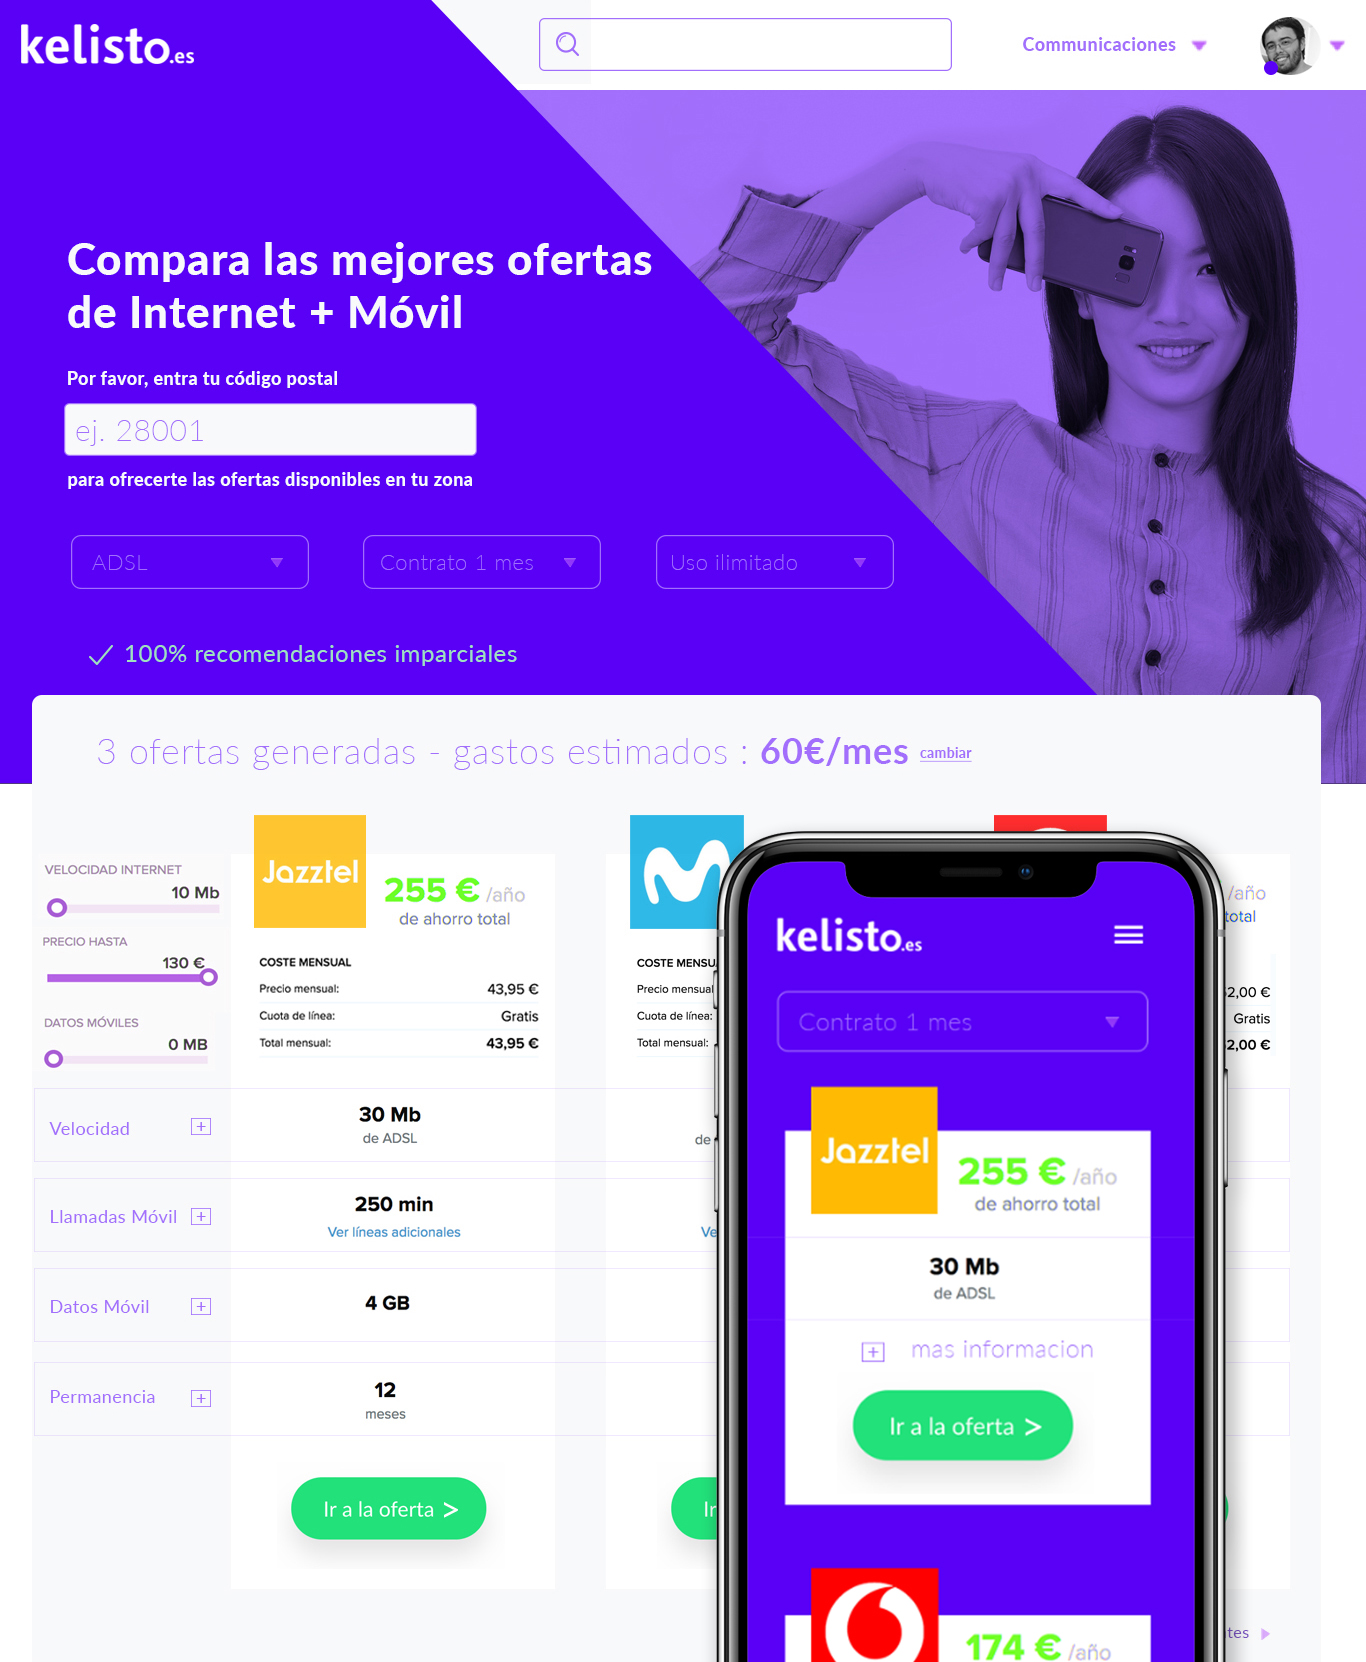 kelisto.es
Communicaciones
Compara las mejores ofertas
de Internet + Móvil
Por favor, entra tu código postal
ej. 28001
para ofrecerte las ofertas disponibles en tu zona
ADSL
Contrato 1 mes
Uso ilimitado
100% recomendaciones imparciales
3 ofertas generadas - gastos estimados : 60€/mes cambiar
VELOCIDAD INTERNET
10 Mb
PRECIO HASTA
130 €
DATOS MÓVILES
0 MB
Jazztel
255 € /año
de ahorro total
COSTE MENSUAL
Precio mensual: 43,95 €
Cuota de línea: Gratis
Total mensual: 43,95 €
COSTE MENSU
Precio mensual
Cuota de línea:
Total mensual:
/año
total
2,00 €
Gratis
2,00 €
Velocidad
30 Mb
de ADSL
de
Llamadas Móvil
250 min
Ver líneas adicionales
Ve
Datos Móvil
4 GB
Permanencia
12
meses
Ir a la oferta >
Ir
tes
kelisto.es
Contrato 1 mes
Jazztel
255 € /año
de ahorro total
30 Mb
de ADSL
mas informacion
Ir a la oferta >
174 € /año